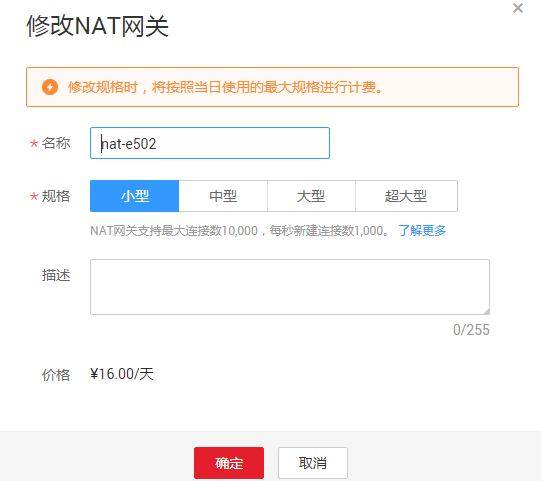 修改NAT网关
修改规格时，将按照当日使用的最大规格进行计费。
* 名称 nat-e502
* 规格 小型 中型 大型 超大型
NAT网关支持最大连接数10,000，每秒新建连接数1,000。 了解更多
描述
0/255
价格 ¥16.00/天
确定 取消